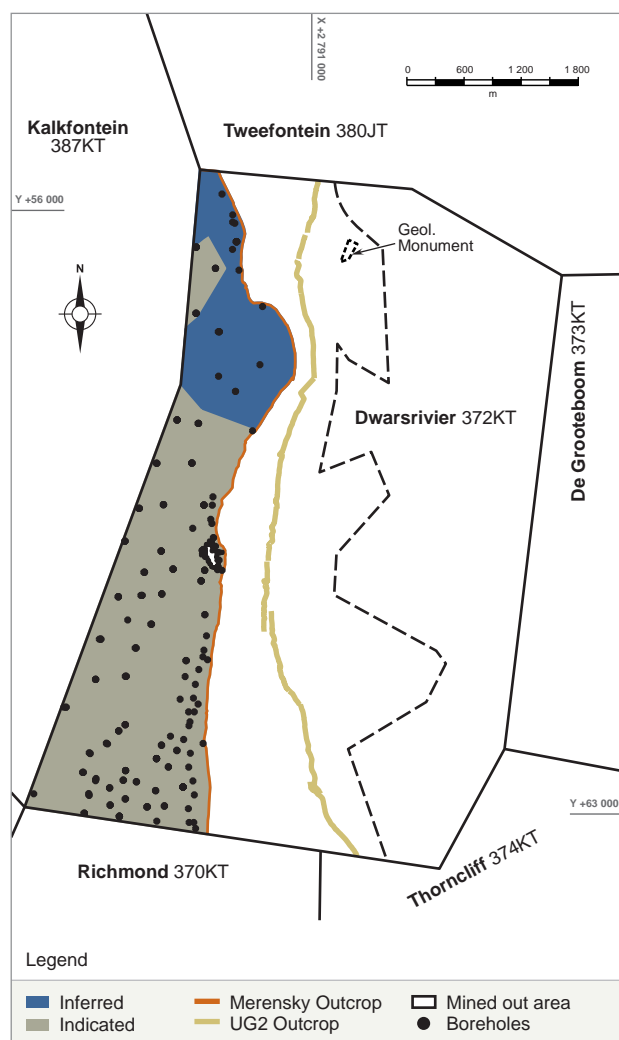 X +2 791 000
0 600 1 200 1 800
m
Kalkfontein
387KT
Tweefontein 380JT
Y +56 000
Geol.
Monument
N
De Grooteboom 373KT
Dwarsrivier 372KT
Y +63 000
Richmond 370KT
Thorncliff 374KT
Legend
Inferred
Merensky Outcrop
Mined out area
Indicated
UG2 Outcrop
Boreholes